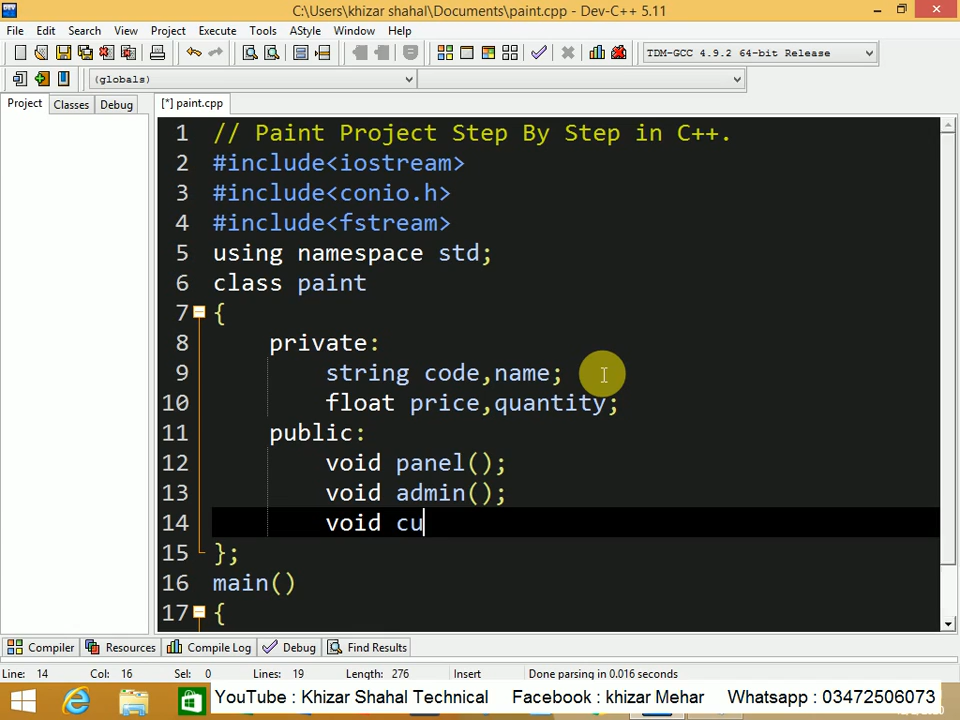 C:\Users\khizar shahal\Documents\paint.cpp - Dev-C++ 5.11
File Edit Search View Project Execute Tools AStyle Window Help
TDM-GCC 4.9.2 64-bit Release
(globals)
Project Classes Debug [*] paint.cpp
1 // Paint Project Step By Step in C++.
2 #include<iostream>
3 #include<conio.h>
4 #include<fstream>
5 using namespace std;
6 class paint
7 {
8 private:
9 string code,name;
10 float price,quantity;
11 public:
12 void panel();
13 void admin();
14 void cu
15 };
16 main()
17 {
Compiler Resources Compile Log Debug Find Results
Line: 14 Col: 16 Sel: 0 Lines: 19 Length: 276 Insert Done parsing in 0.016 seconds
YouTube : Khizar Shahal Technical Facebook : khizar Mehar Whatsapp : 03472506073